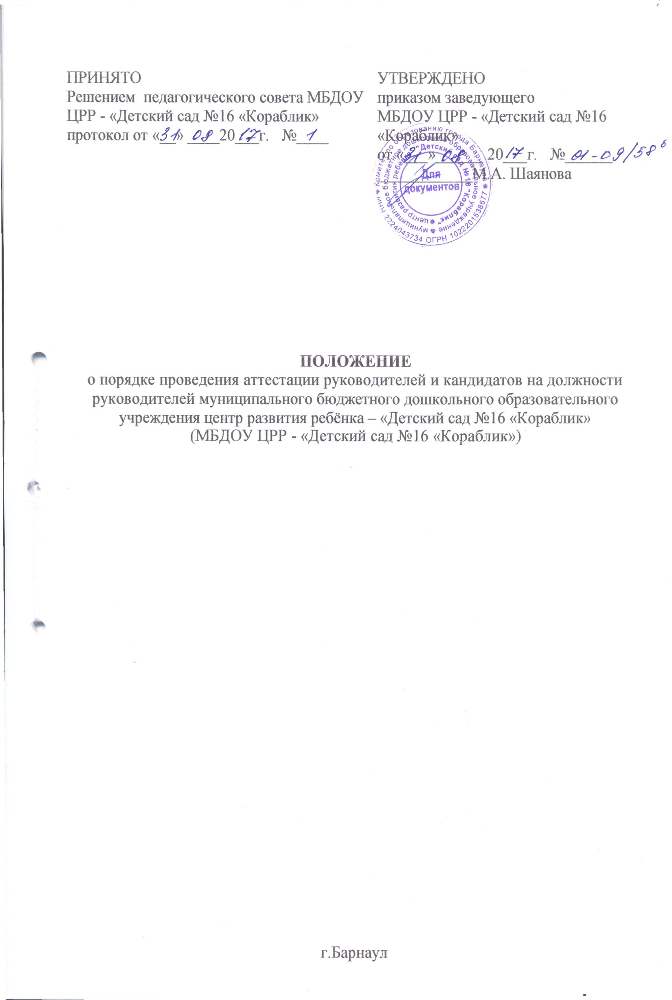 ПРИНЯТО
Решением педагогического совета МБДОУ
ЦРР - «Детский сад №16 «Кораблик»
протокол от «31» 08 2017г. № 1
УТВЕРЖДЕНО
приказом заведующего
МБДОУ ЦРР - «Детский сад №16
«Кораблик»
от «31» 08 2017г. № 01-09/58 б
М.А. Шаянова
Комитет по образованию города Барнаула
ИНН 2224043734 ОГРН 1022201538677
муниципальное бюджетное дошкольное образовательное учреждение
центр развития ребенка - "Детский сад №16 "Кораблик"
Для
документов
ПОЛОЖЕНИЕ
о порядке проведения аттестации руководителей и кандидатов на должности
руководителей муниципального бюджетного дошкольного образовательного
учреждения центр развития ребёнка – «Детский сад №16 «Кораблик»
(МБДОУ ЦРР - «Детский сад №16 «Кораблик»)
г.Барнаул